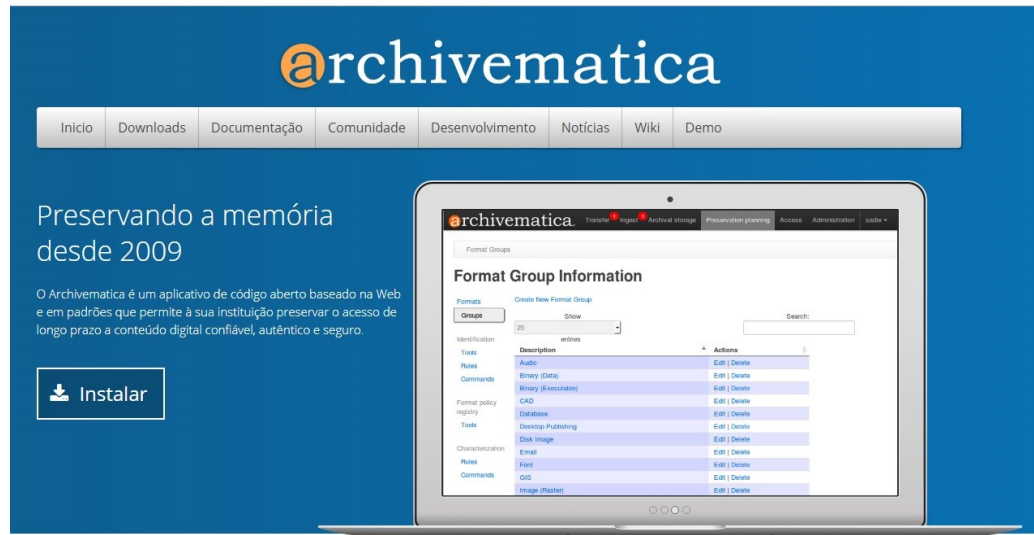 archivematica
Inicio Downloads Documentação Comunidade Desenvolvimento Notícias Wiki Demo
Preservando a memória
desde 2009
O Archivematica é um aplicativo de código aberto baseado na Web
e em padrões que permite à sua instituição preservar o acesso de
longo prazo a conteúdo digital confiável, autêntico e seguro.
Instalar
archivematica Transfer 1 Ingest 1 Archival storage Preservation planning Access Administration sadie
Format Groups
Format Group Information
Formats
Groups
Identification
Tools
Rules
Commands
Format policy
registry
Tools
Characterization
Rules
Commands
Create New Format Group
Show
25
entries
Search:
Description Actions
Audio Edit | Delete
Binary (Data) Edit | Delete
Binary (Executable) Edit | Delete
CAD Edit | Delete
Database Edit | Delete
Desktop Publishing Edit | Delete
Disk Image Edit | Delete
Email Edit | Delete
Font Edit | Delete
GIS Edit | Delete
Image (Raster) Edit | Delete